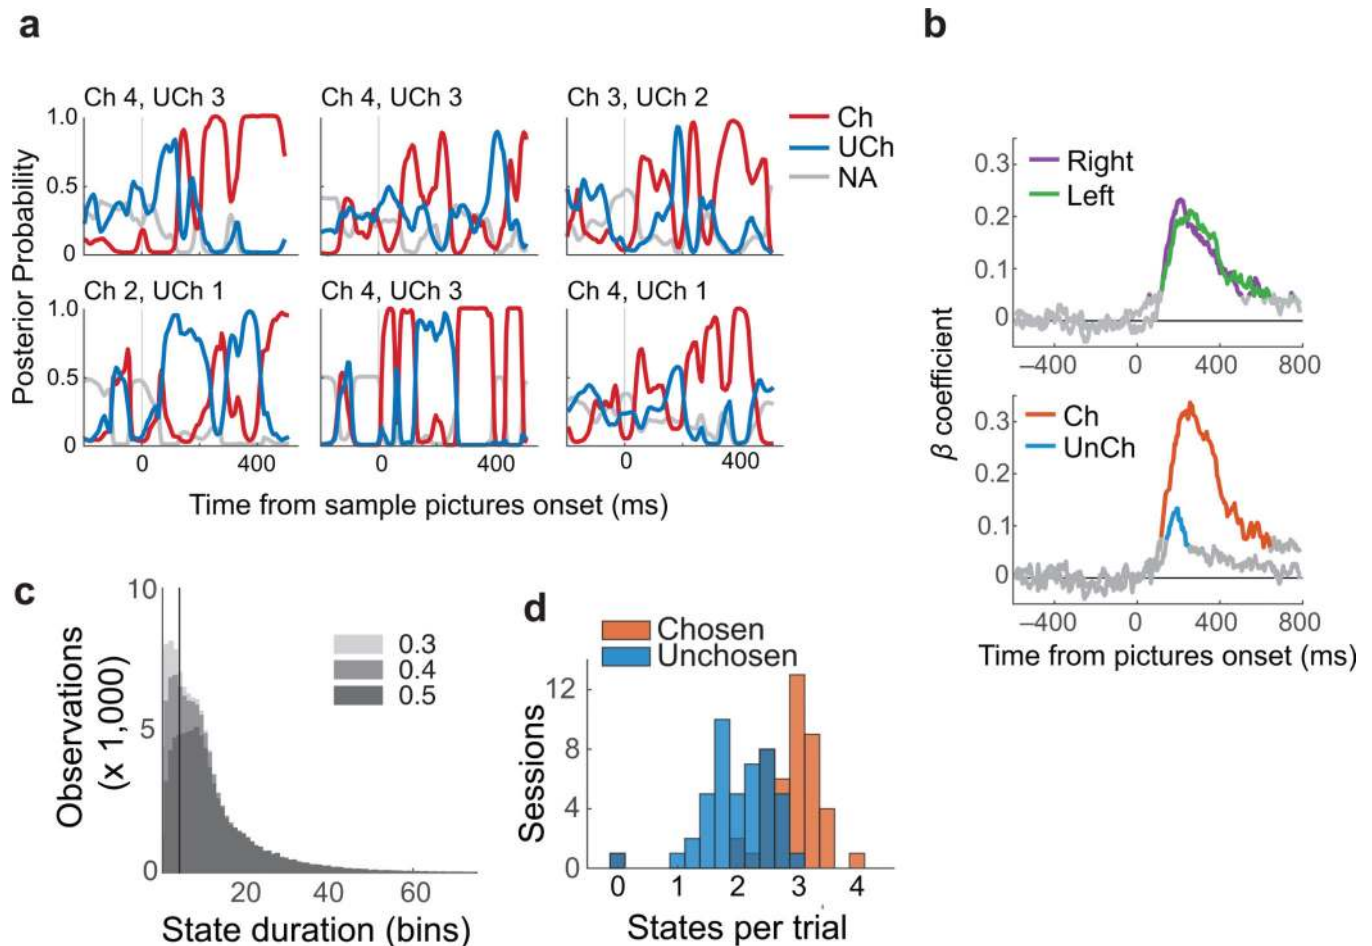 a
b
Ch 4, UCh 3
Ch 4, UCh 3
Ch 3, UCh 2
Ch
UCh
NA
1.0
0.5
0
Ch 2, UCh 1
Ch 4, UCh 3
Ch 4, UCh 1
1.0
0.5
0
Posterior Probability
0 400
0 400
0 400
Time from sample pictures onset (ms)
Right
Left
0.3
0.2
0.1
0
−400 0 400 800
Ch
UnCh
0.3
0.2
0.1
0
β coefficient
−400 0 400 800
Time from pictures onset (ms)
c
10
5
0
Observations
(x 1,000)
0.3
0.4
0.5
20 40 60
State duration (bins)
d
Chosen
Unchosen
12
8
4
0
Sessions
0 1 2 3 4
States per trial